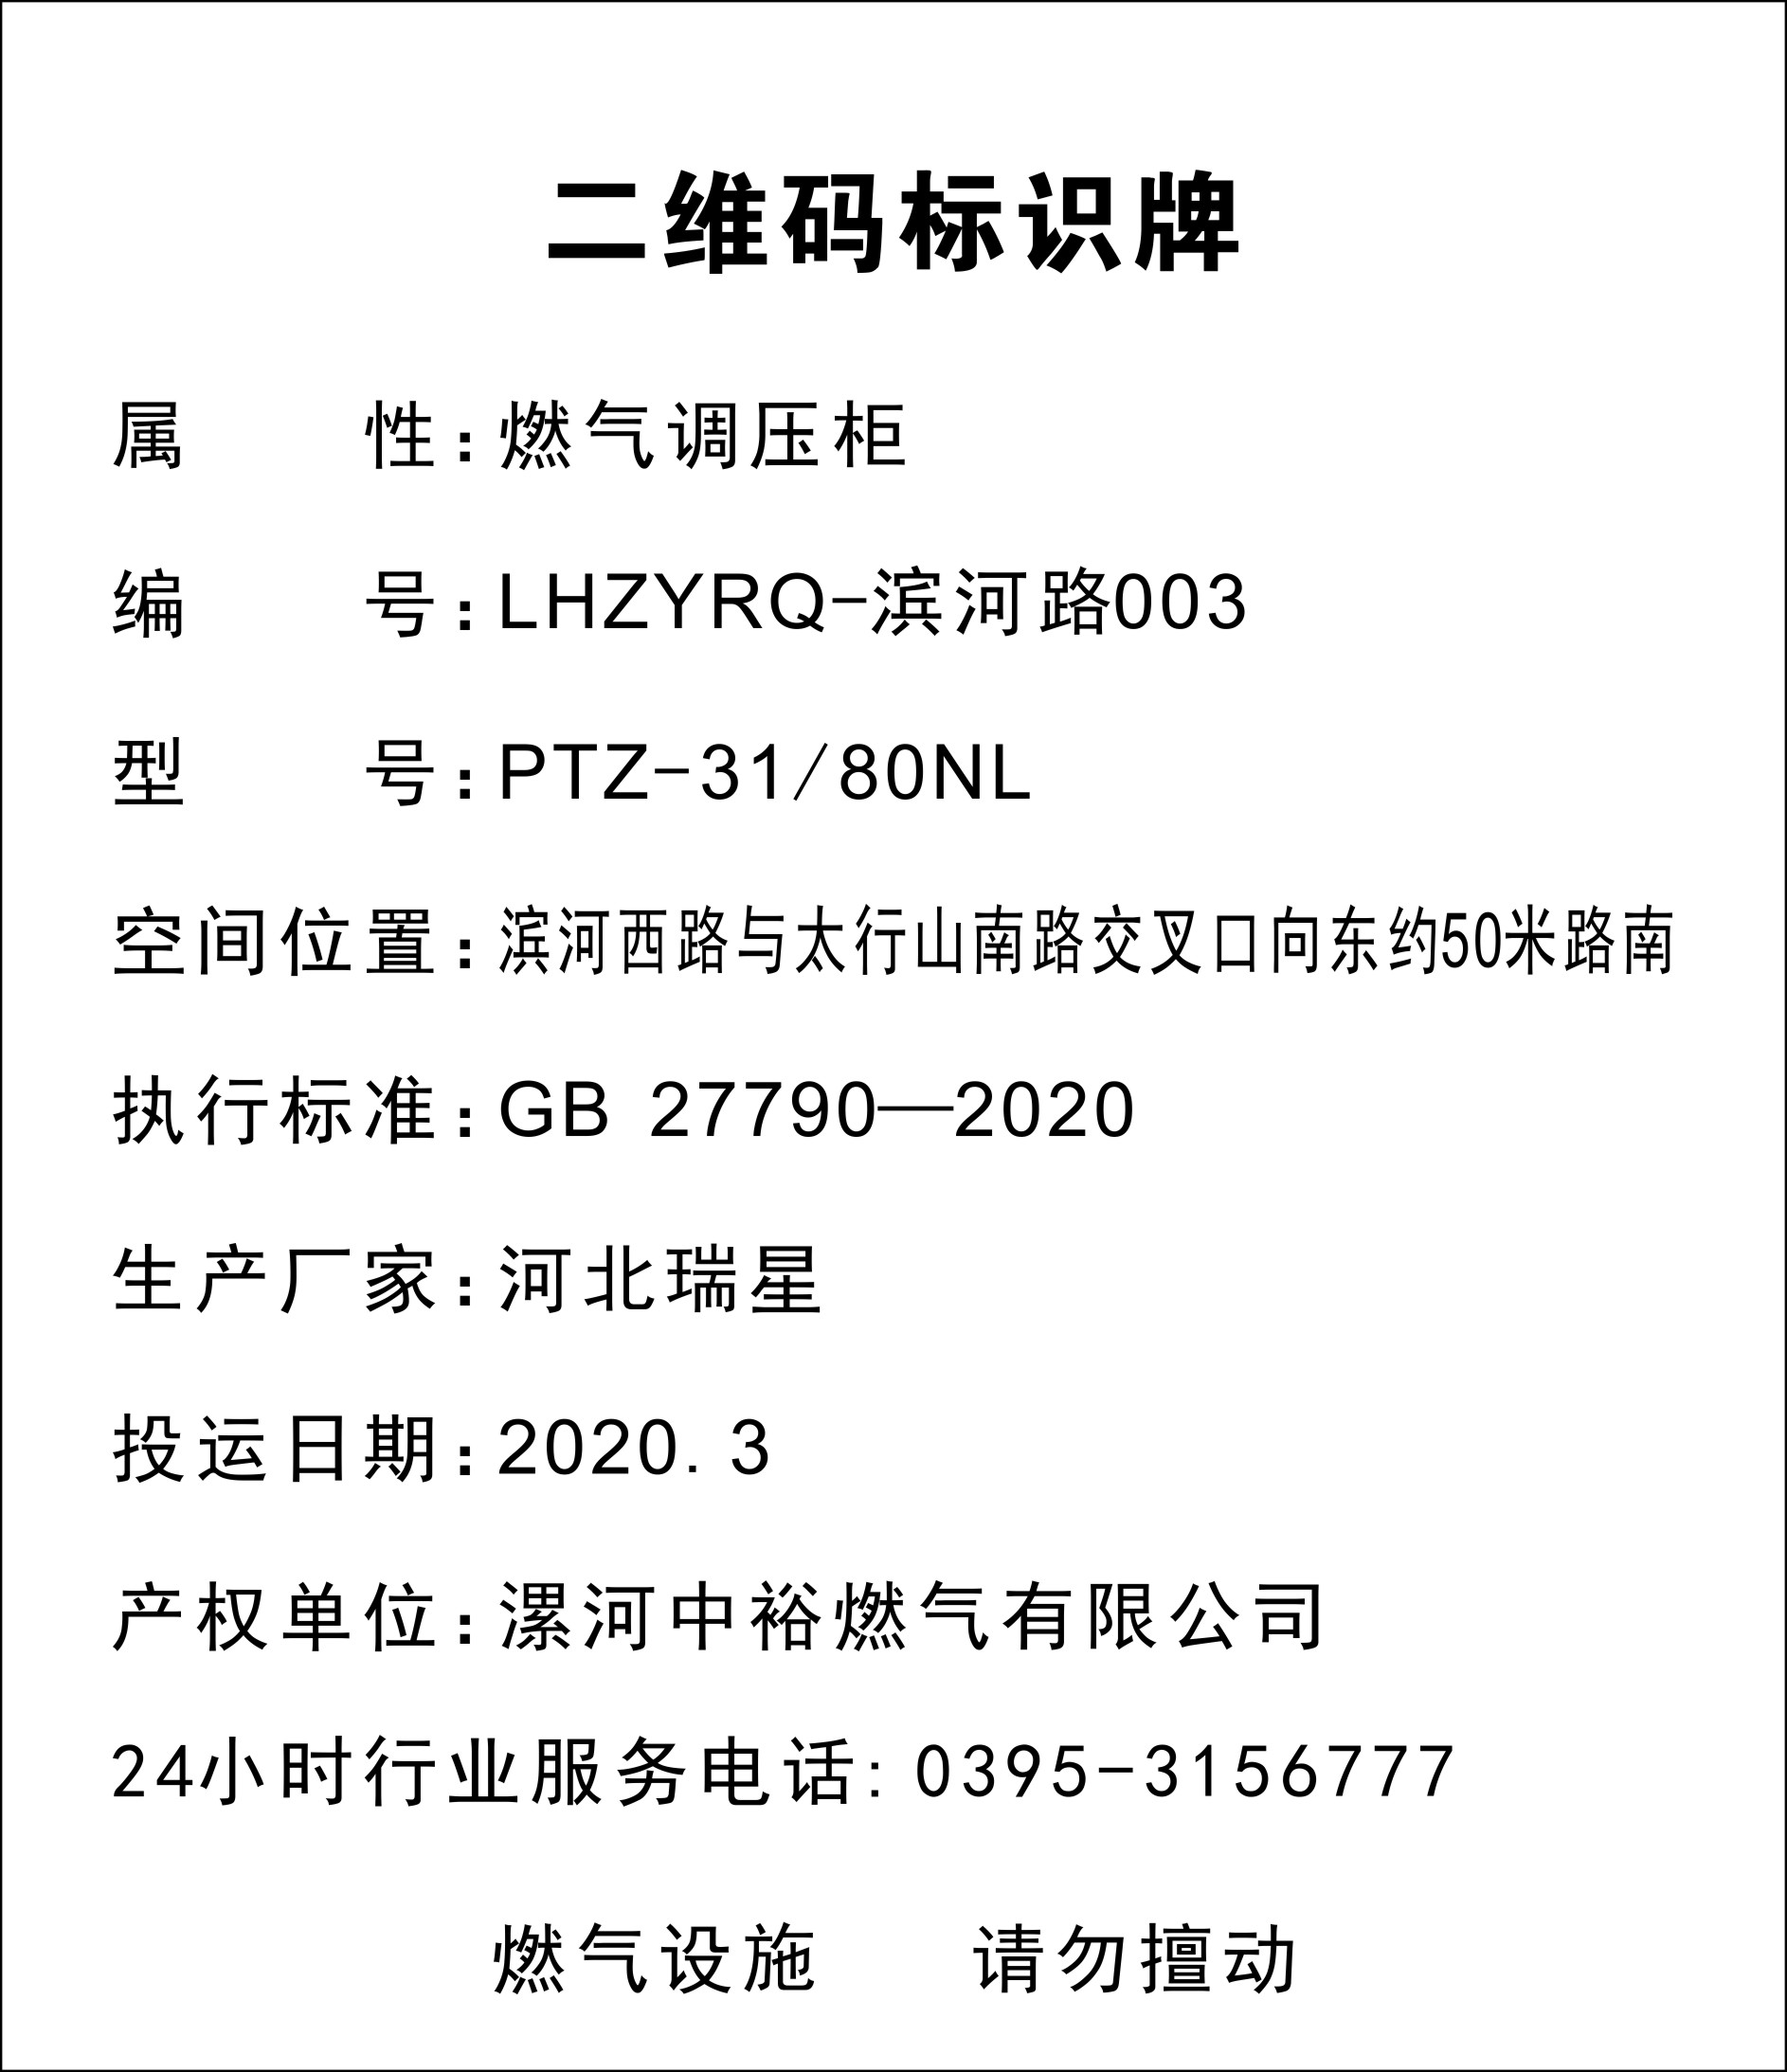 二维码标识牌
属 性:燃气调压柜
编 号:LHZYRQ-滨河路003
型 号:PTZ-31/80NL
空间位置:滢河西路与太行山南路交叉口向东约50米路南
执行标准:GB 27790—2020
生产厂家:河北瑞星
投运日期:2020. 3
产权单位:漯河中裕燃气有限公司
24小时行业服务电话: 0395-3156777
燃气设施 请勿擅动